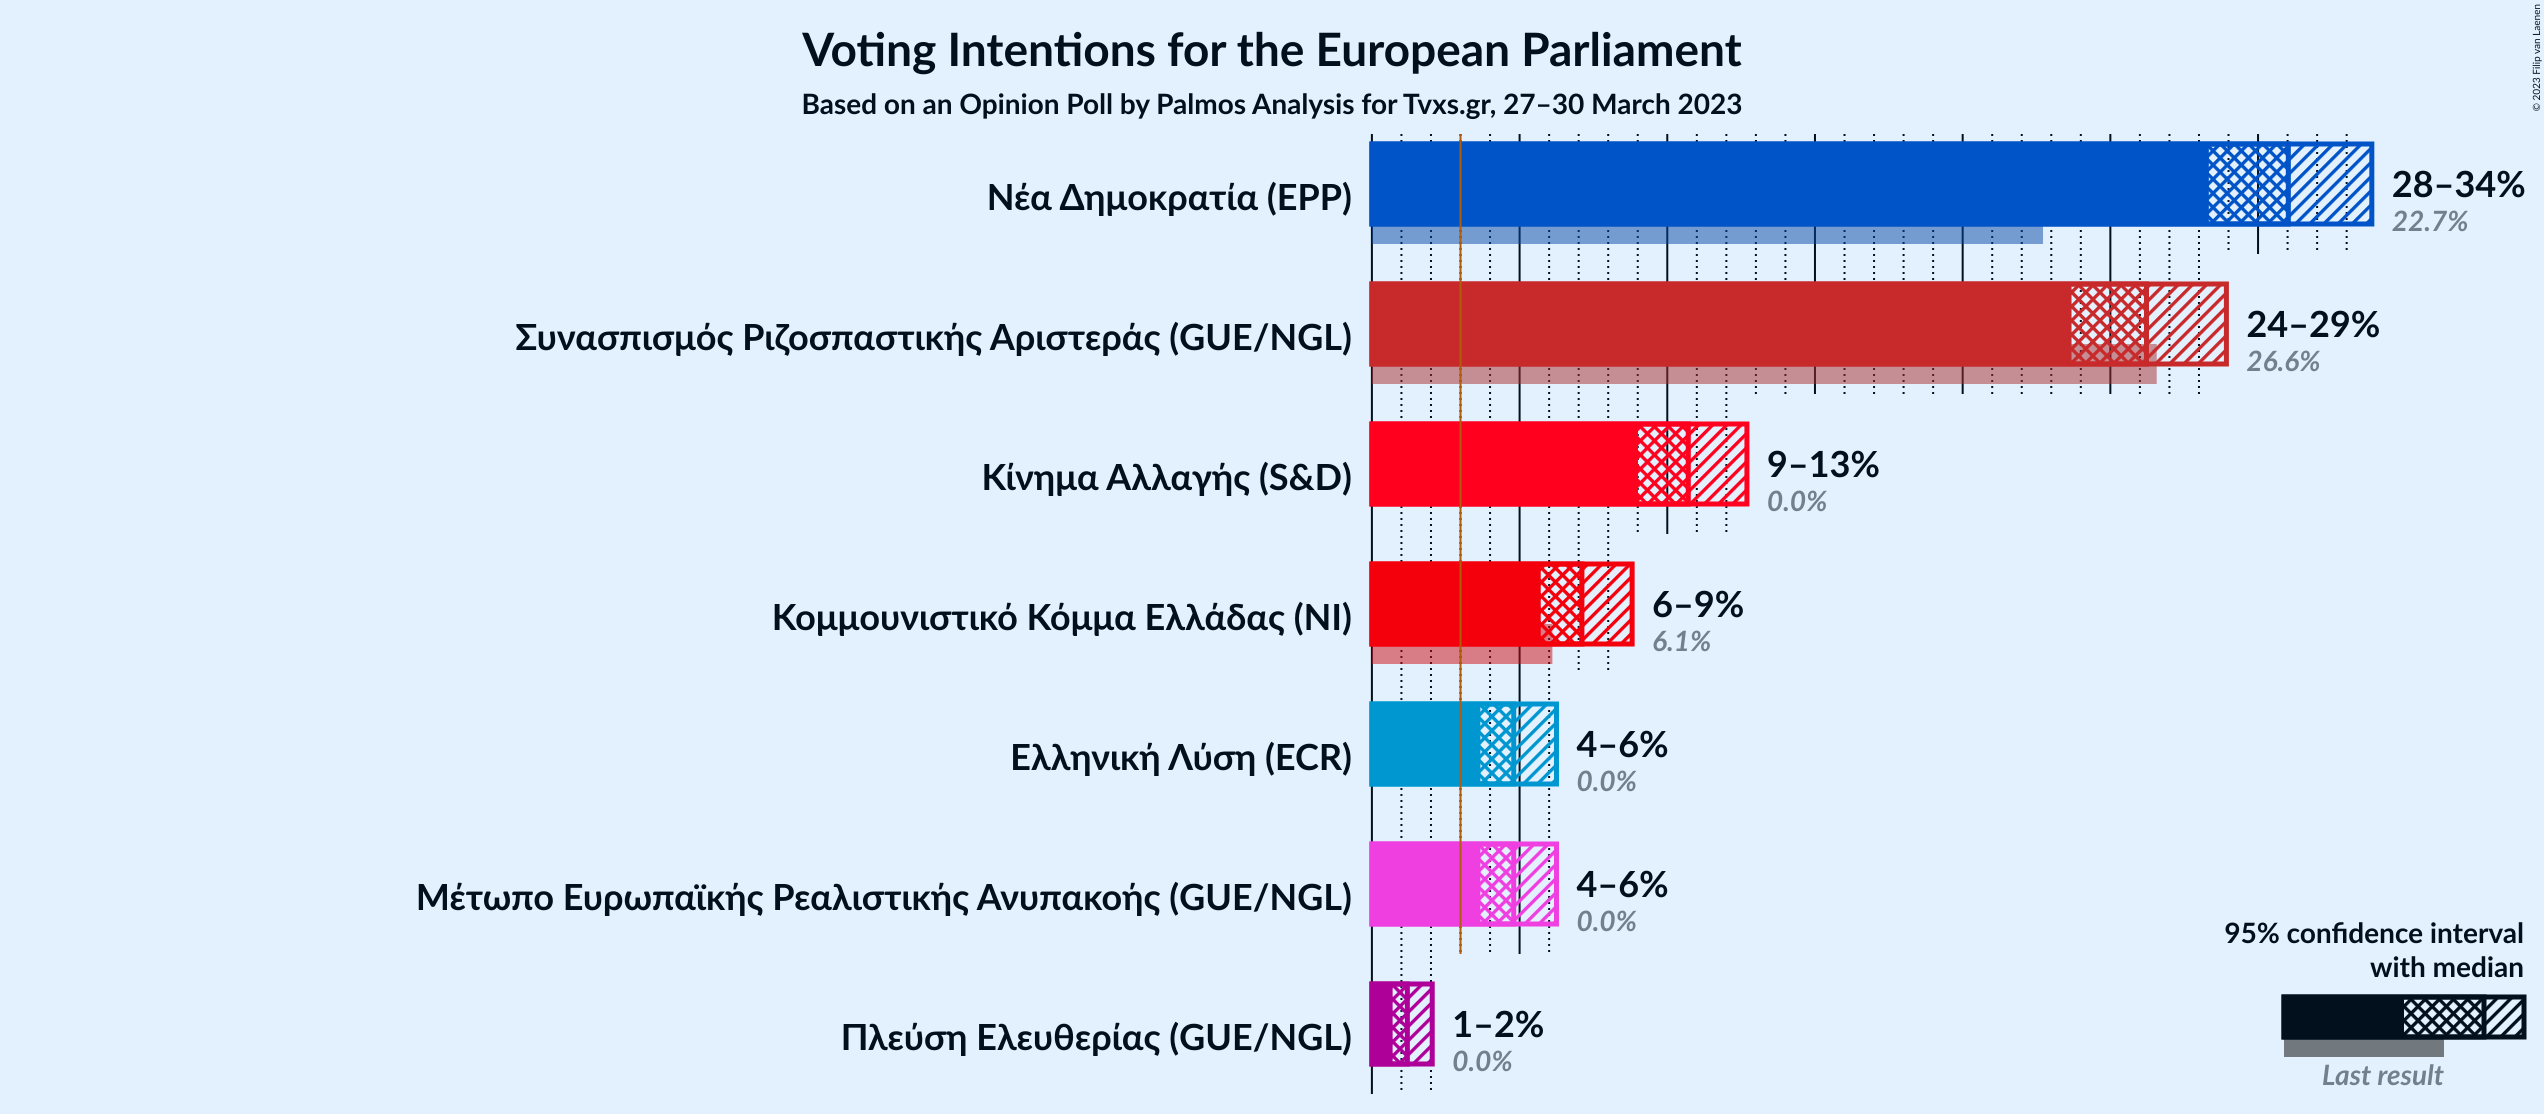 Voting Intentions for the European Parliament
Based on an Opinion Poll by Palmos Analysis for Tvxs.gr, 27–30 March 2023
© 2023 Filip van Laenen
Νέα Δημοκρατία (EPP)
28–34%
22.7%
Συνασπισμός Ριζοσπαστικής Αριστεράς (GUE/NGL)
24–29%
26.6%
Κίνημα Αλλαγής (S&D)
9–13%
0.0%
Κομμουνιστικό Κόμμα Ελλάδας (NI)
6–9%
6.1%
Ελληνική Λύση (ECR)
4–6%
0.0%
Μέτωπο Ευρωπαϊκής Ρεαλιστικής Ανυπακοής (GUE/NGL)
4–6%
0.0%
Πλεύση Ελευθερίας (GUE/NGL)
1–2%
0.0%
95% confidence interval
with median
Last result